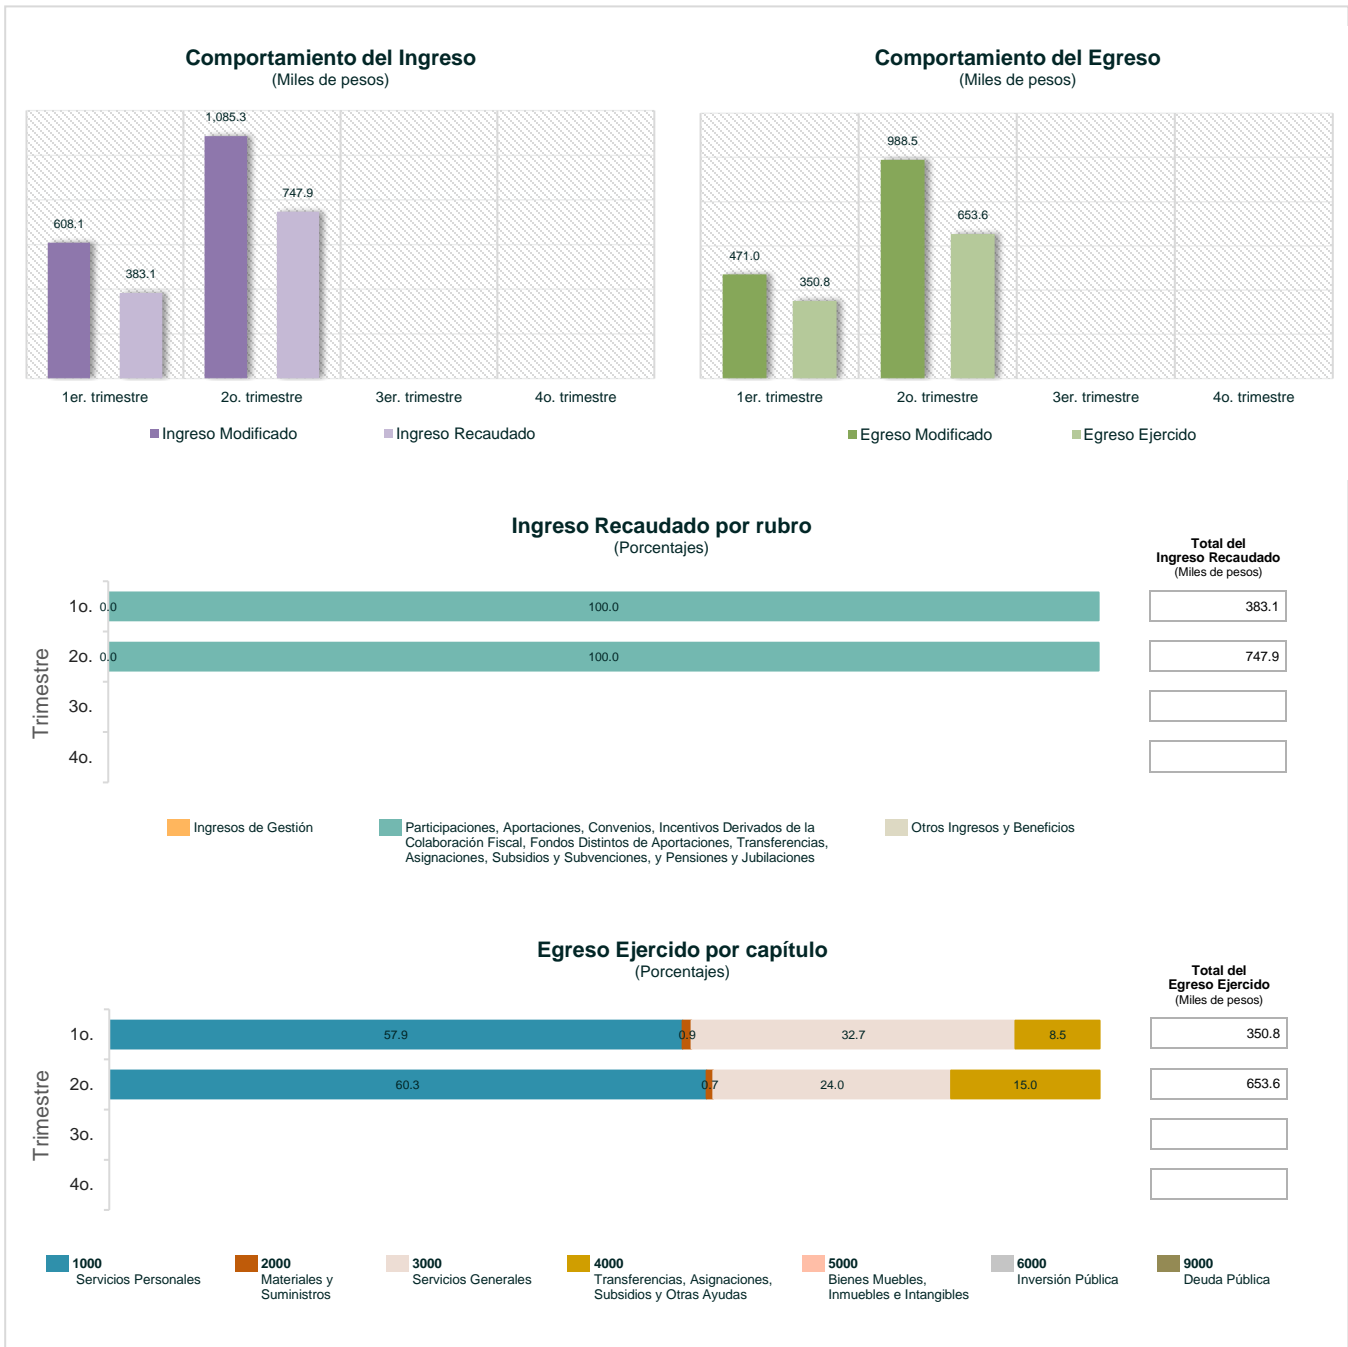 Comportamiento del Ingreso
(Miles de pesos)
1,085.3
747.9
608.1
383.1
1er. trimestre
2o. trimestre
3er. trimestre
4o. trimestre
Ingreso Modificado
Ingreso Recaudado
Comportamiento del Egreso
(Miles de pesos)
988.5
653.6
471.0
350.8
1er. trimestre
2o. trimestre
3er. trimestre
4o. trimestre
Egreso Modificado
Egreso Ejercido
Ingreso Recaudado por rubro
(Porcentajes)
Total del
Ingreso Recaudado
(Miles de pesos)
Trimestre
1o.
0.0
100.0
383.1
2o.
0.0
100.0
747.9
3o.
4o.
Ingresos de Gestión
Participaciones, Aportaciones, Convenios, Incentivos Derivados de la
Colaboración Fiscal, Fondos Distintos de Aportaciones, Transferencias,
Asignaciones, Subsidios y Subvenciones, y Pensiones y Jubilaciones
Otros Ingresos y Beneficios
Egreso Ejercido por capítulo
(Porcentajes)
Total del
Egreso Ejercido
(Miles de pesos)
Trimestre
1o.
57.9
0.9
32.7
8.5
350.8
2o.
60.3
0.7
24.0
15.0
653.6
3o.
4o.
1000
Servicios Personales
2000
Materiales y
Suministros
3000
Servicios Generales
4000
Transferencias, Asignaciones,
Subsidios y Otras Ayudas
5000
Bienes Muebles,
Inmuebles e Intangibles
6000
Inversión Pública
9000
Deuda Pública